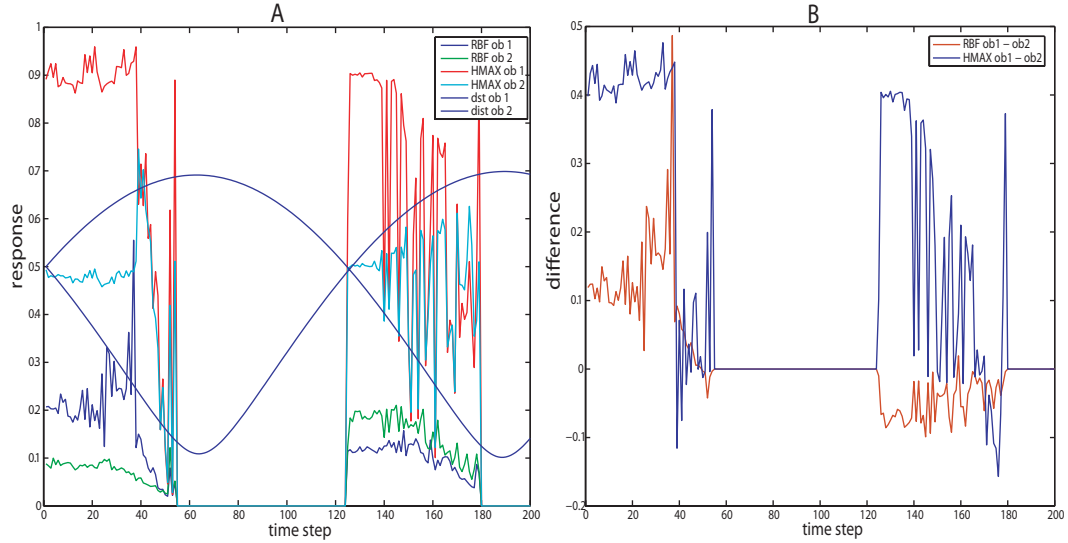 A
B
1
0.9
0.8
0.7
0.6
0.5
0.4
0.3
0.2
0.1
0
response
0 20 40 60 80 100 120 140 160 180 200
time step
RBF ob 1
RBF ob 2
HMAX ob 1
HMAX ob 2
dst ob 1
dist ob 2
0.5
0.4
0.3
0.2
0.1
0
−0.1
−0.2
difference
0 20 40 60 80 100 120 140 160 180 200
time step
RBF ob1 − ob2
HMAX ob1 − ob2